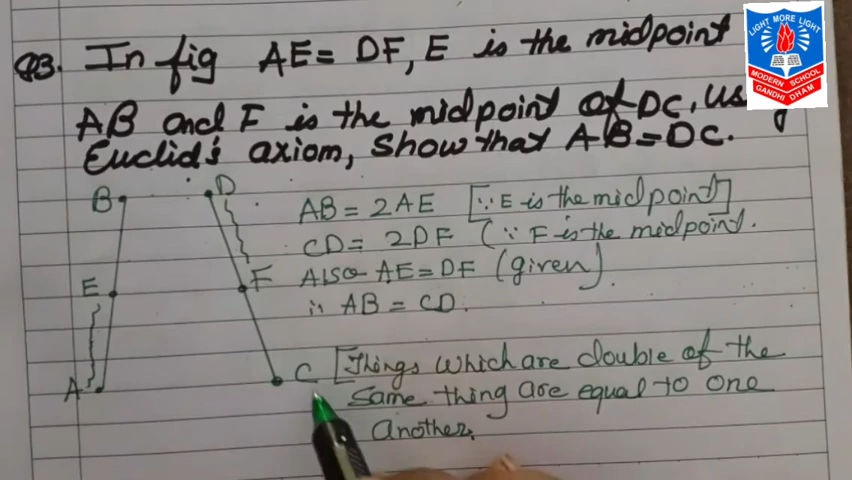 Q3. In fig AE = DF, E is the midpoint
AB and F is the midpoint of DC, Us
Euclid's axiom, Show that AB = DC.
LIGHT MORE LIGHT
MODERN SCHOOL
GANDHI DHAM
B D
AB = 2AE [∵ E is the midpoint]
CD = 2DF (∵ F is the midpoint.
E F
Also AE = DF (given)
∴ AB = CD.
A C
[Things which are double of the
Same thing are equal to one
another.